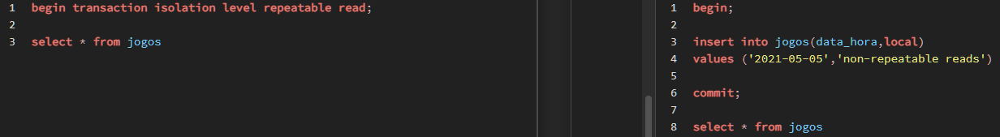 1 begin transaction isolation level repeatable read;
2
3 select * from jogos
1 begin;
2
3 insert into jogos(data_hora,local)
4 values ('2021-05-05','non-repeatable reads')
5
6 commit;
7
8 select * from jogos